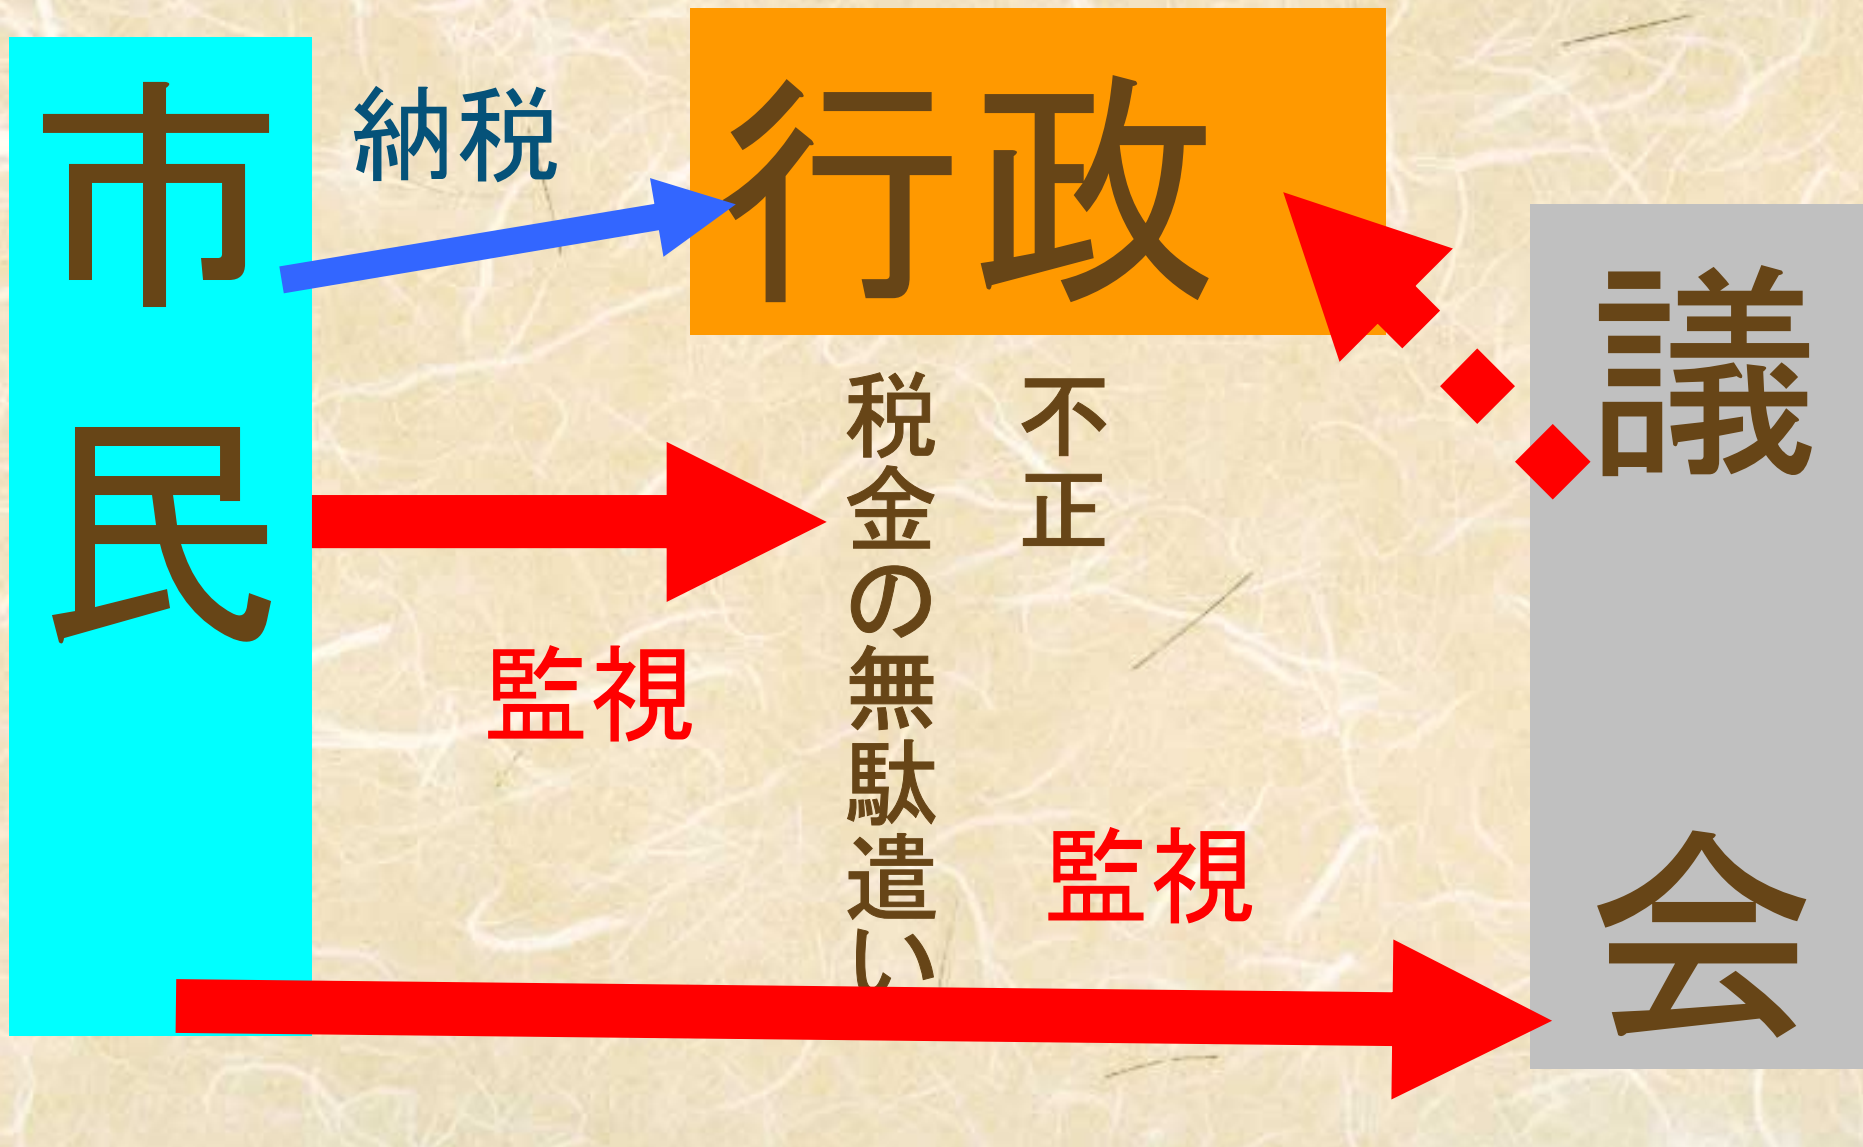 市民
納税
行政
議会
不正
税金の無駄遣い
監視
監視